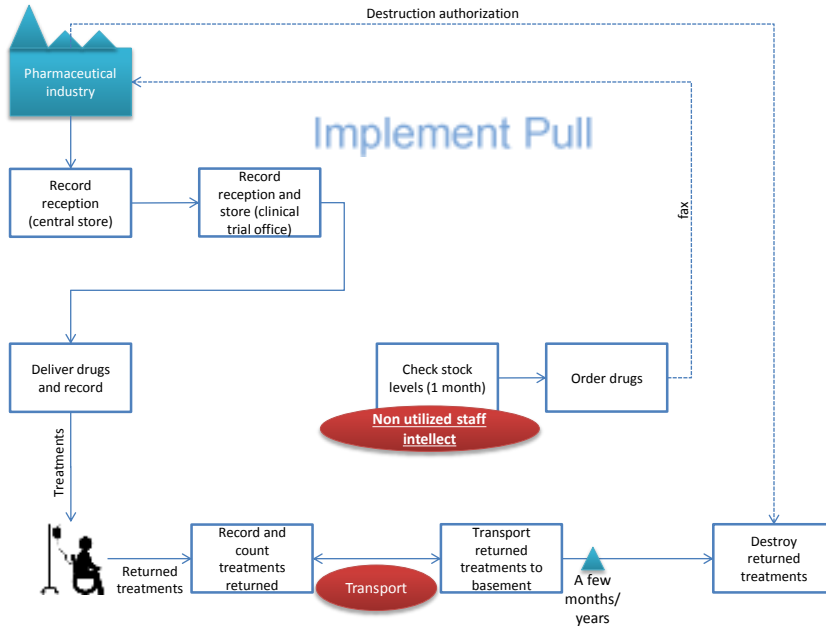 Destruction authorization
Pharmaceutical
industry
Implement Pull
Record
reception
(central store)
Record
reception and
store (clinical
trial office)
fax
Deliver drugs
and record
Check stock
levels (1 month)
Order drugs
Non utilized staff
intellect
Treatments
Returned
treatments
Record and
count
treatments
returned
Transport
Transport
returned
treatments to
basement
A few
months/
years
Destroy
returned
treatments